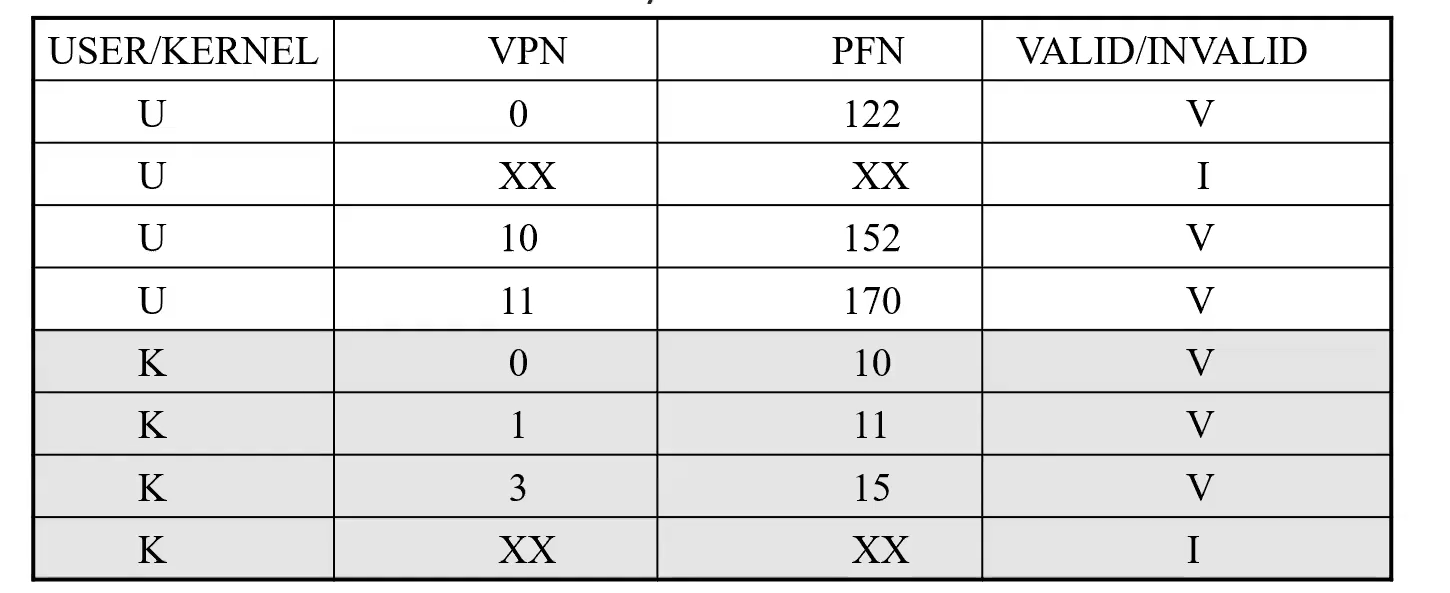 USER/KERNEL VPN PFN VALID/INVALID
U 0 122 V
U XX XX I
U 10 152 V
U 11 170 V
K 0 10 V
K 1 11 V
K 3 15 V
K XX XX I